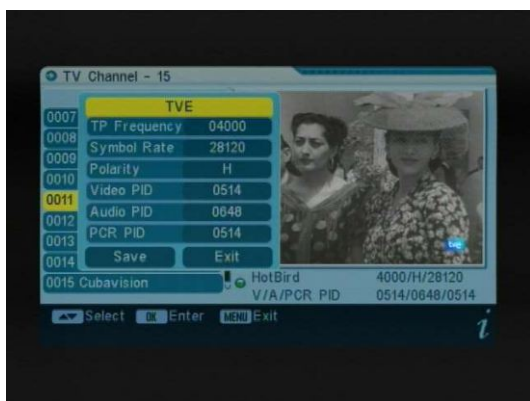 TV Channel - 15
0007
0008
0009
0010
0011
0012
0013
0014
0015 Cubavision
TVE
TP Frequency 04000
Symbol Rate 28120
Polarity H
Video PID 0514
Audio PID 0648
PCR PID 0514
Save Exit
tve
HotBird 4000/H/28120
V/A/PCR PID 0514/0648/0514
Select OK Enter MENU Exit
i